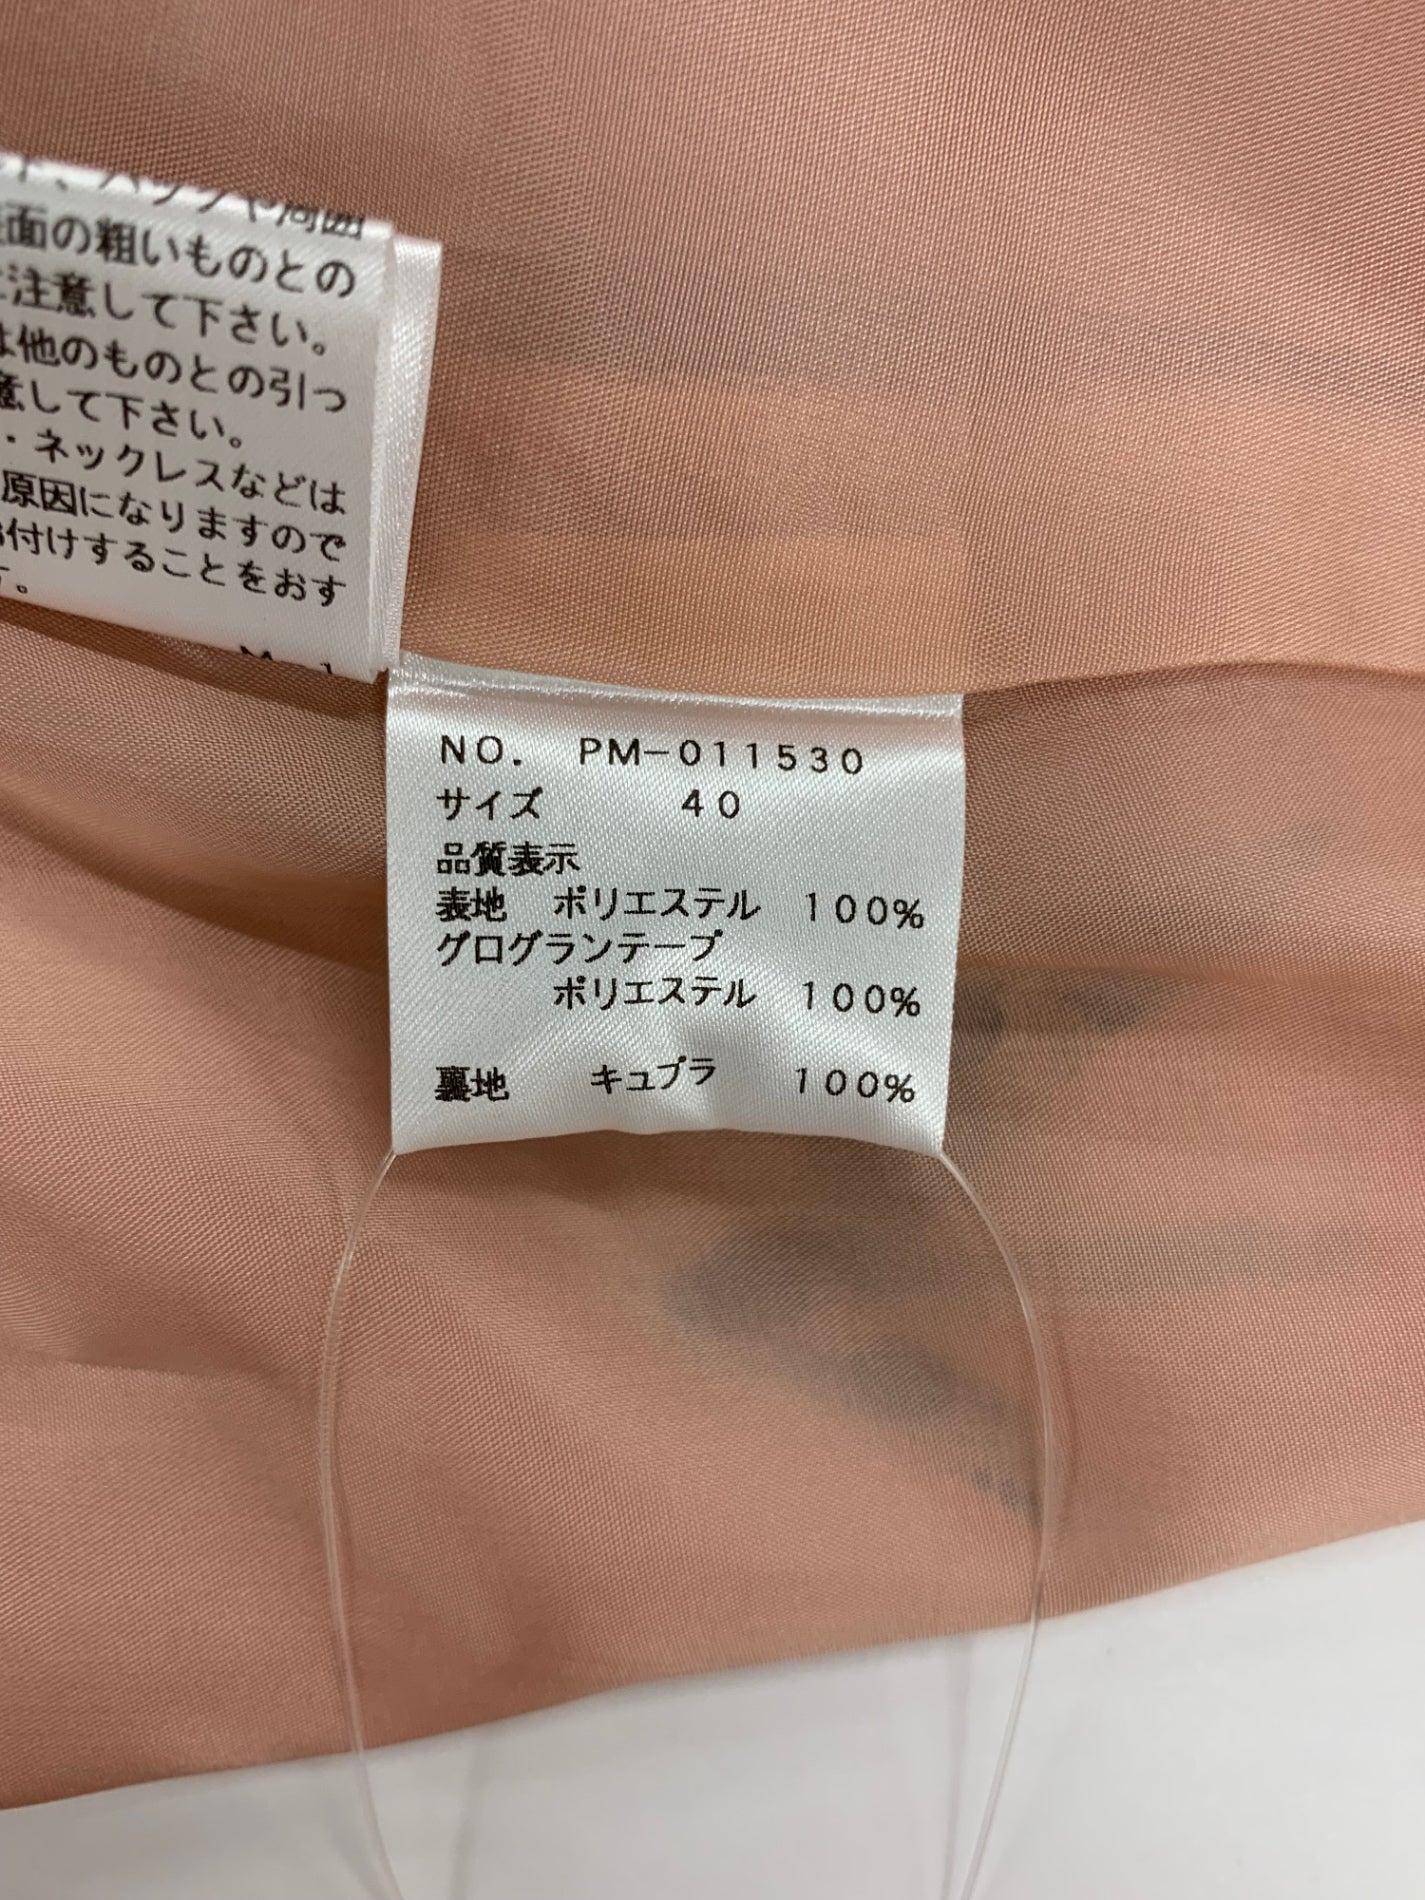 面の粗いものとの
注意して下さい。
は他のものとの引つ
意して下さい。
・ネックレスなどは
原因になりますので
付けすることをおす
NO. PM-011530
サイズ 40
品質表示
表地 ポリエステル 100%
グログランテープ
ポリエステル 100%
裏地 キュプラ 100%